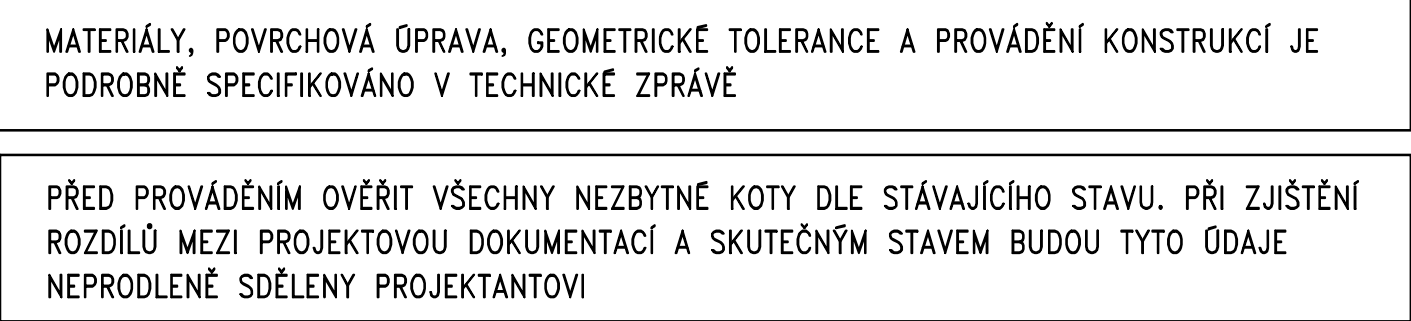 MATERIÁLY, POVRCHOVÁ ÚPRAVA, GEOMETRICKÉ TOLERANCE A PROVÁDĚNÍ KONSTRUKCÍ JE
PODROBNĚ SPECIFIKOVÁNO V TECHNICKÉ ZPRÁVĚ
PŘED PROVÁDĚNÍM OVĚŘIT VŠECHNY NEZBYTNÉ KOTY DLE STÁVAJÍCÍHO STAVU. PŘI ZJIŠTĚNÍ
ROZDÍLŮ MEZI PROJEKTOVOU DOKUMENTACÍ A SKUTEČNÝM STAVEM BUDOU TYTO ÚDAJE
NEPRODLENĚ SDĚLENY PROJEKTANTOVI